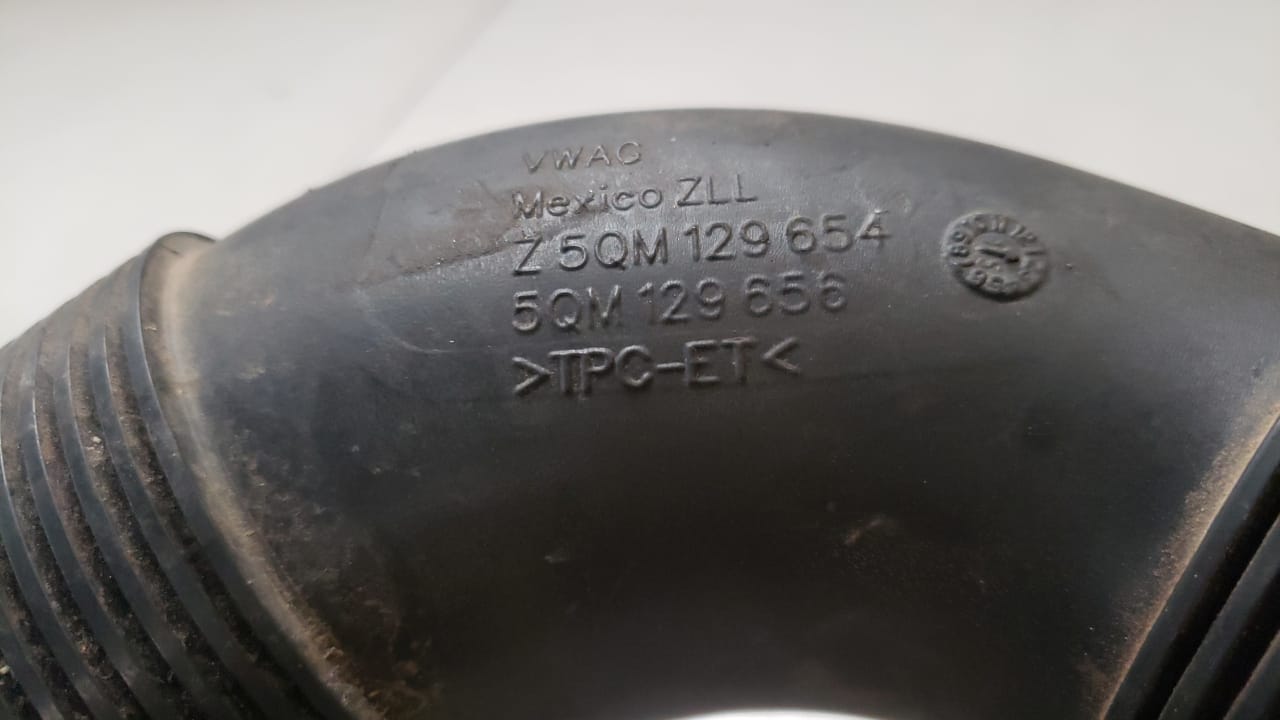 VWAG
Mexico ZLL
Z 5QM 129 654
5QM 129 656
>TPC-ET<